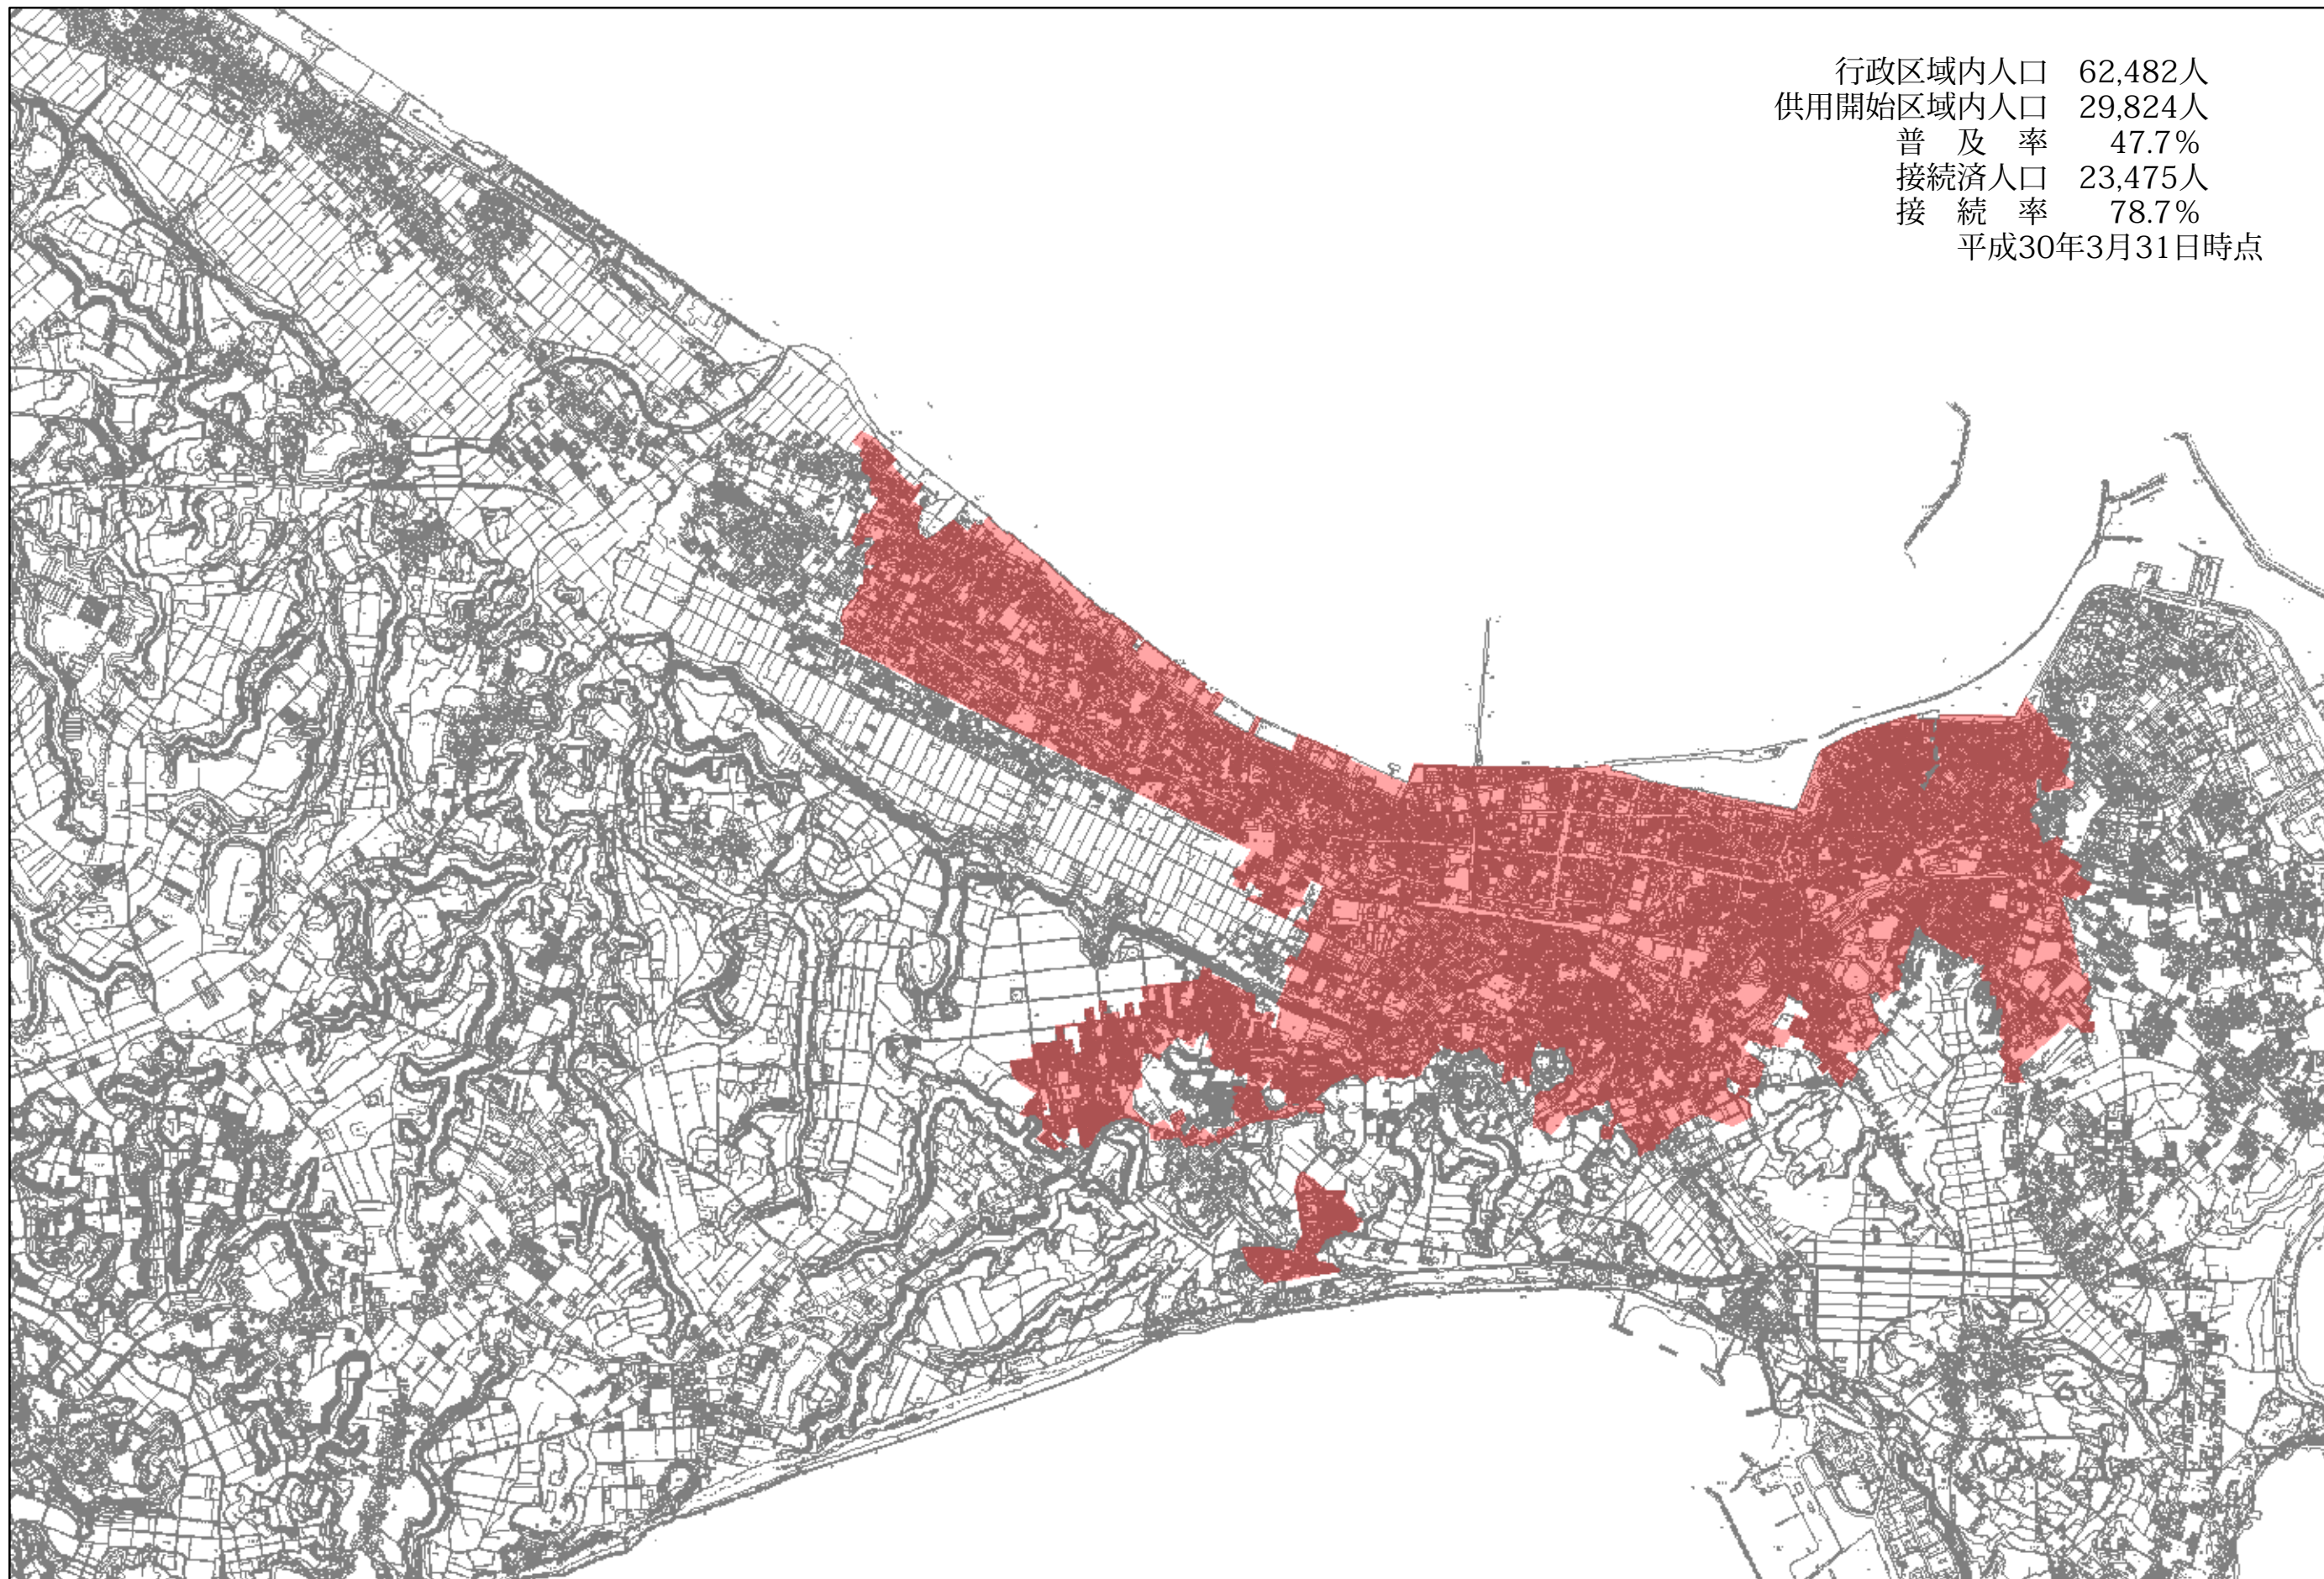 行政区域内人口　62,482人
供用開始区域内人口　29,824人
普　及　率　47.7%
接続済人口　23,475人
接　続　率　78.7%
平成30年3月31日時点